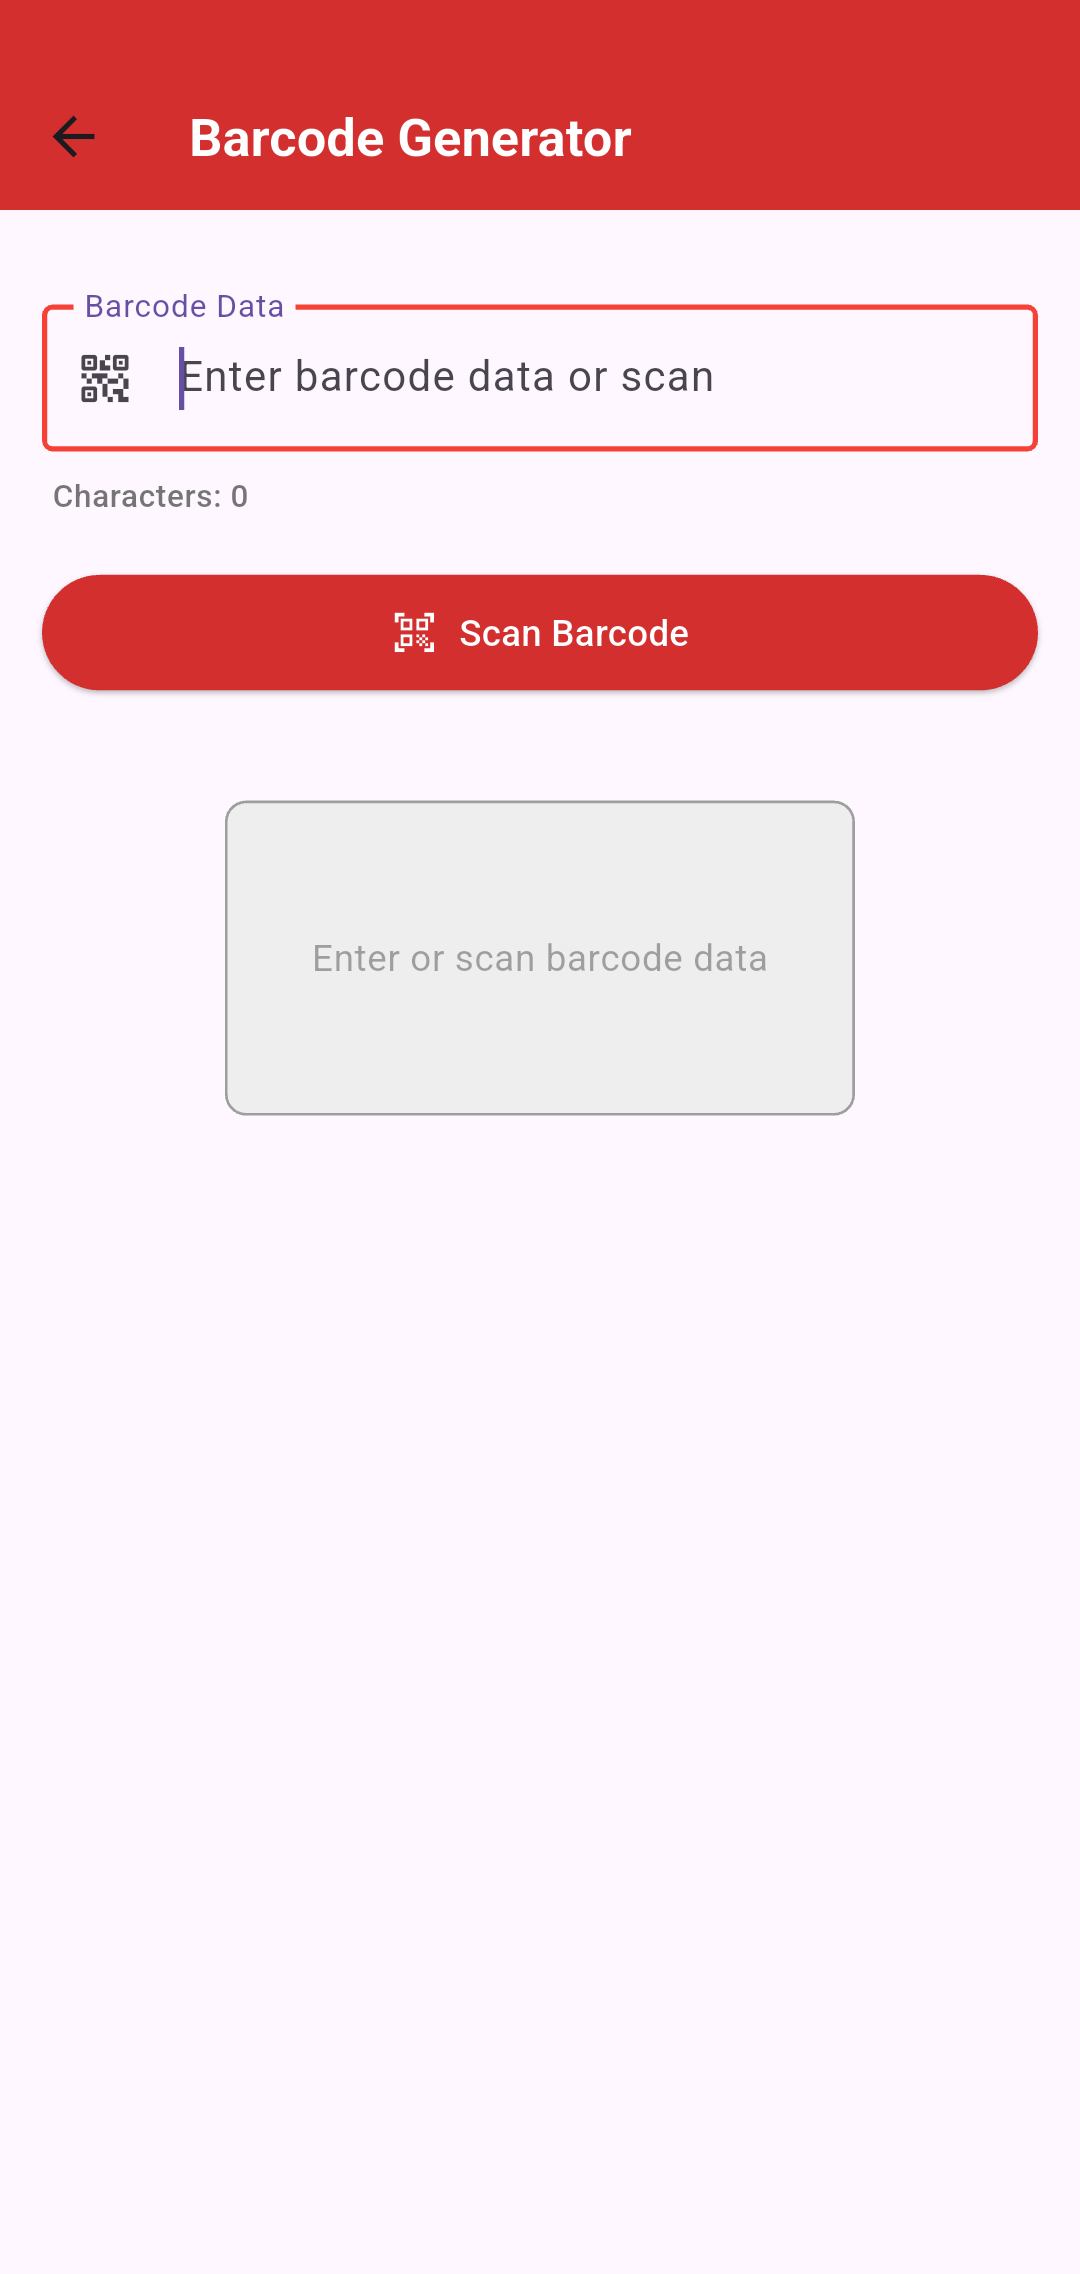 Barcode Generator
Barcode Data
Enter barcode data or scan
Characters: 0
Scan Barcode
Enter or scan barcode data